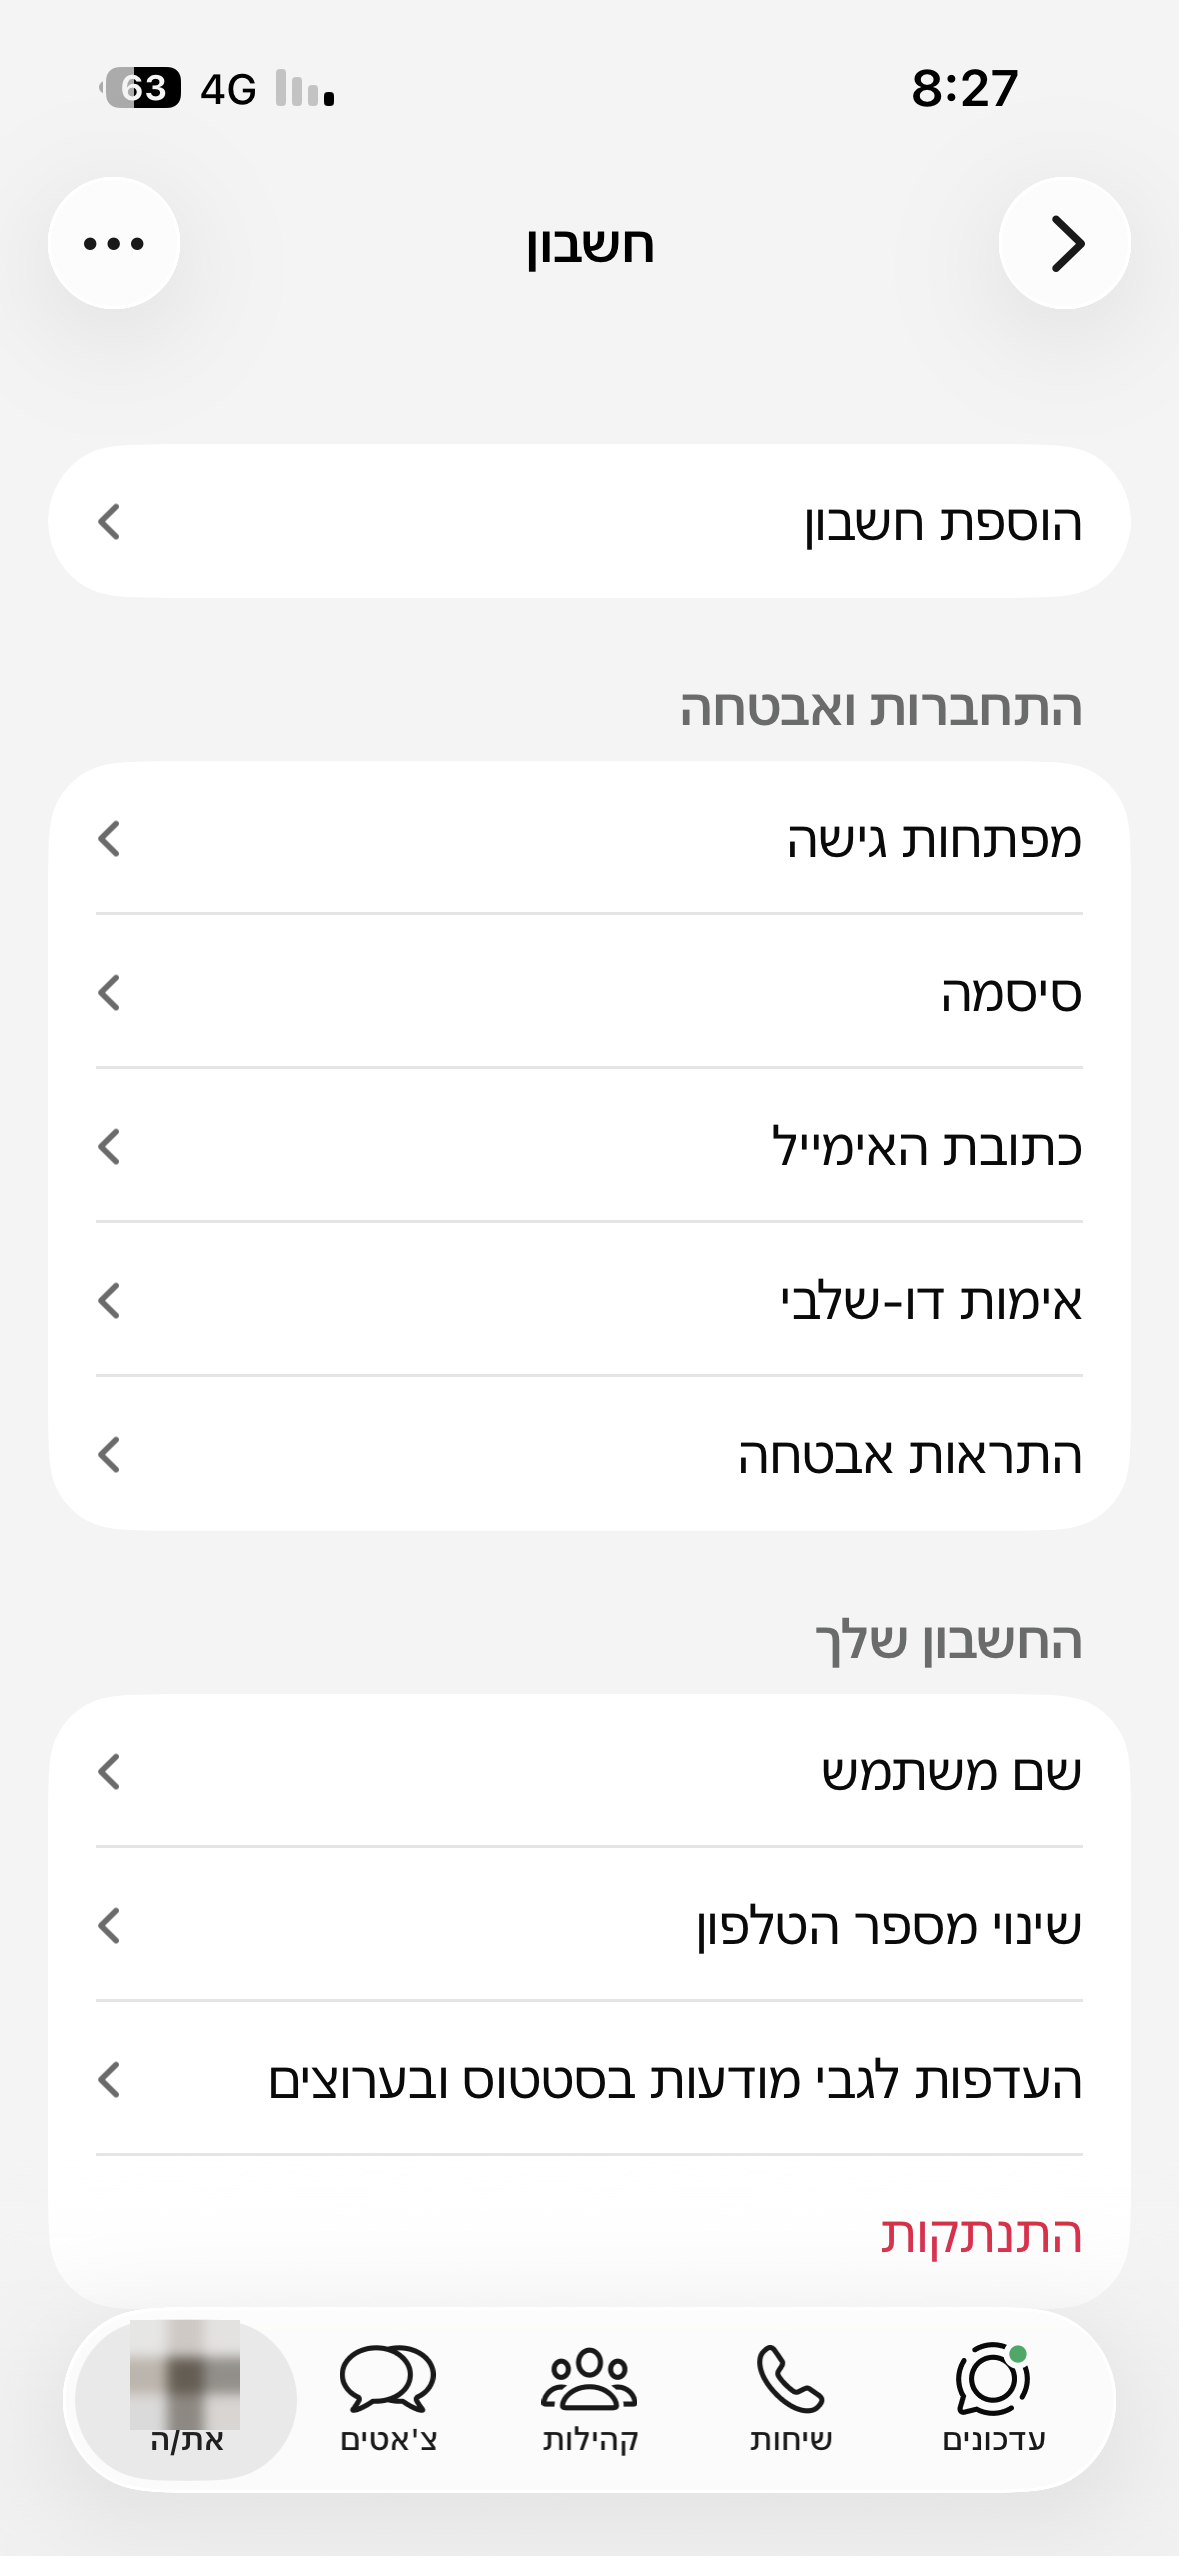 8:27
4G 63
חשבון
הוספת חשבון
התחברות ואבטחה
מפתחות גישה
סיסמה
כתובת האימייל
אימות דו-שלבי
התראות אבטחה
החשבון שלך
שם משתמש
שינוי מספר הטלפון
העדפות לגבי מודעות בסטטוס ובערוצים
התנתקות
עדכונים
שיחות
קהילות
צ'אטים
את/ה